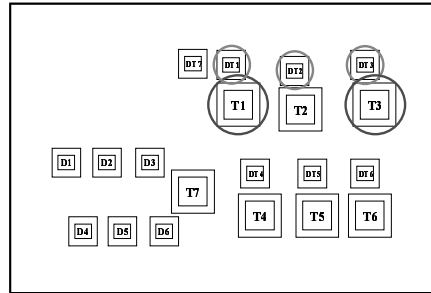 DT7 DT1 DT2 DT3
T1 T2 T3
D1 D2 D3 DT4 DT5 DT6
T7
T4 T5 T6
D4 D5 D6